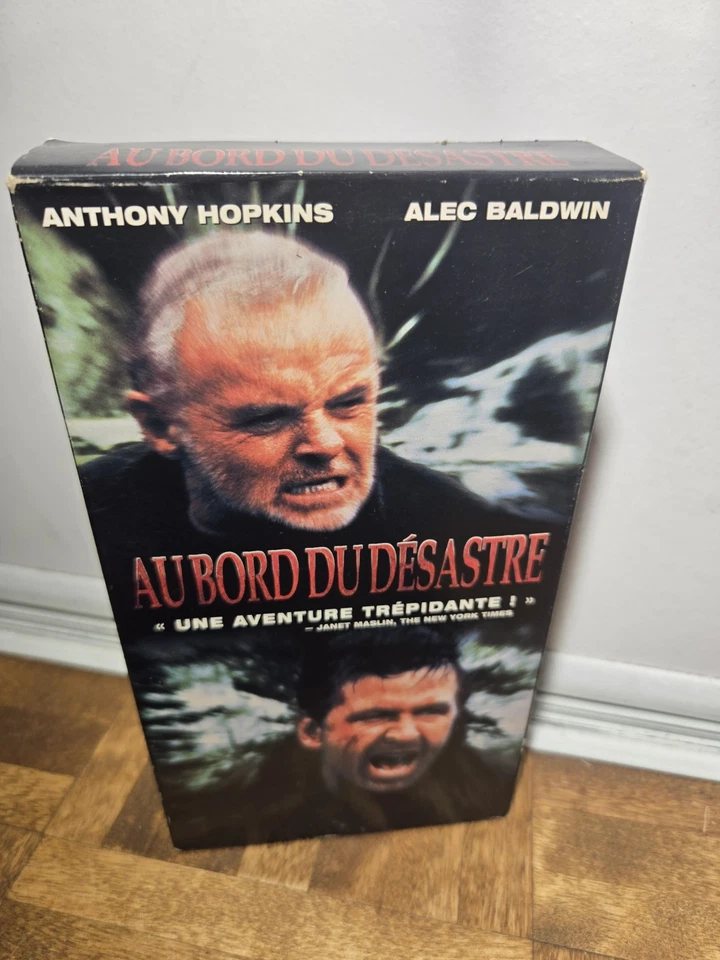 AU BORD DU DÉSASTRE
ANTHONY HOPKINS ALEC BALDWIN
AU BORD DU DÉSASTRE
« UNE AVENTURE TRÉPIDANTE ! »
– JANET MASLIN, THE NEW YORK TIMES